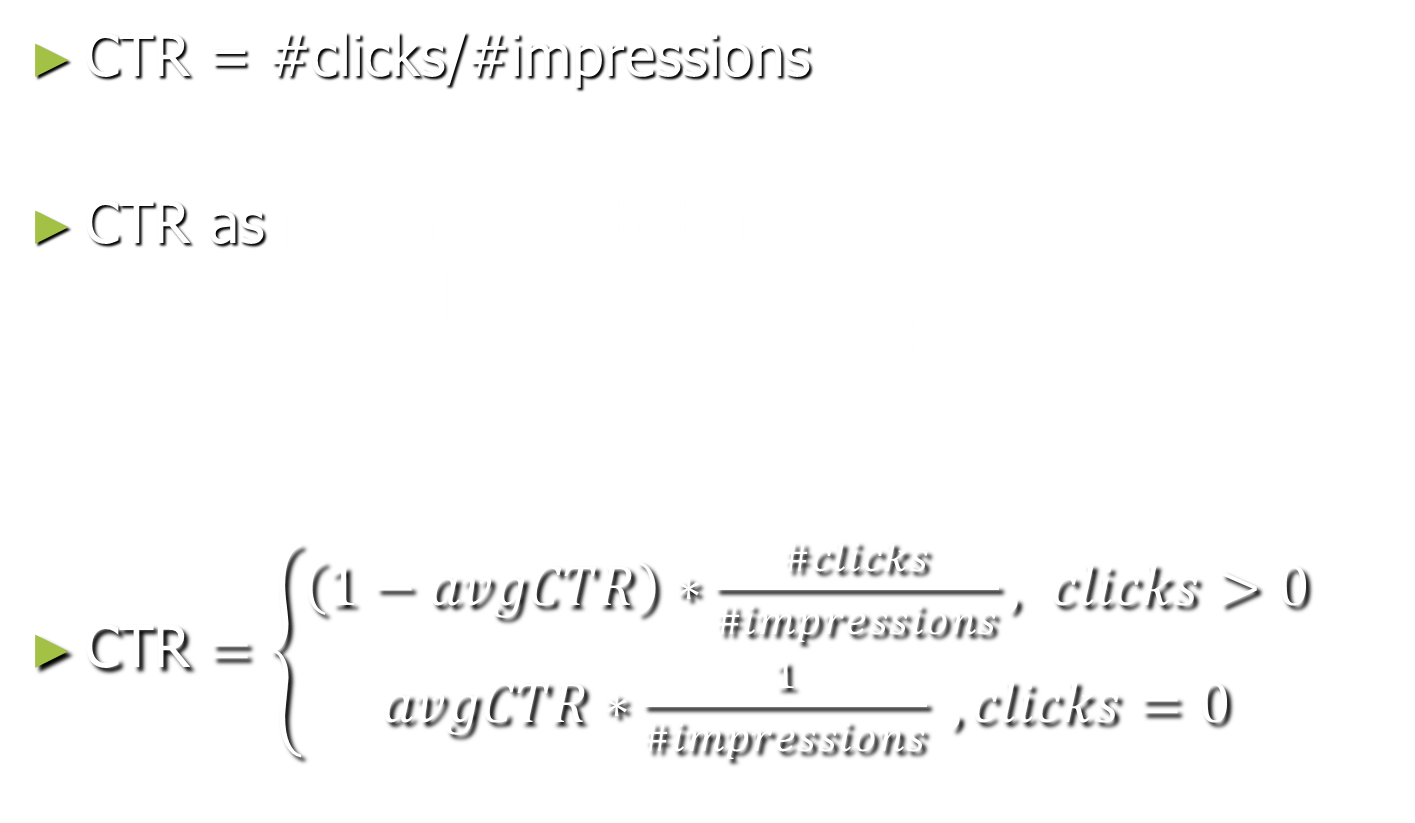 ► CTR = #clicks/#impressions
► CTR as
► CTR = { (1 − avgCTR) * #clicks/#impressions, clicks > 0
avgCTR * 1/#impressions ,clicks = 0